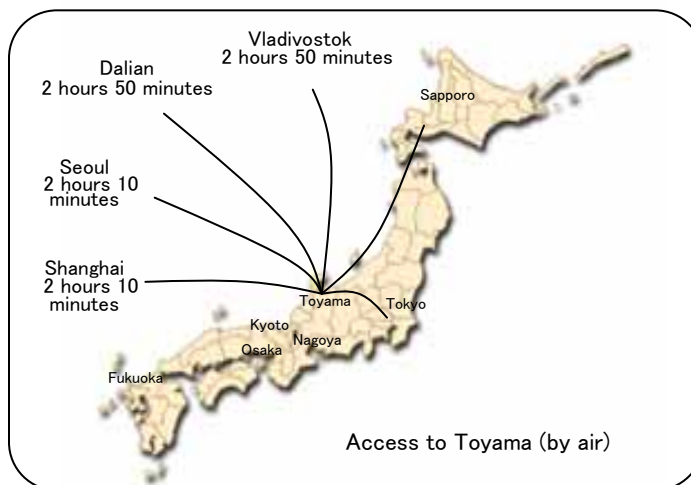 Vladivostok
2 hours 50 minutes
Dalian
2 hours 50 minutes
Sapporo
Seoul
2 hours 10
minutes
Shanghai
2 hours 10
minutes
Toyama
Tokyo
Kyoto
Nagoya
Osaka
Fukuoka
Access to Toyama (by air)